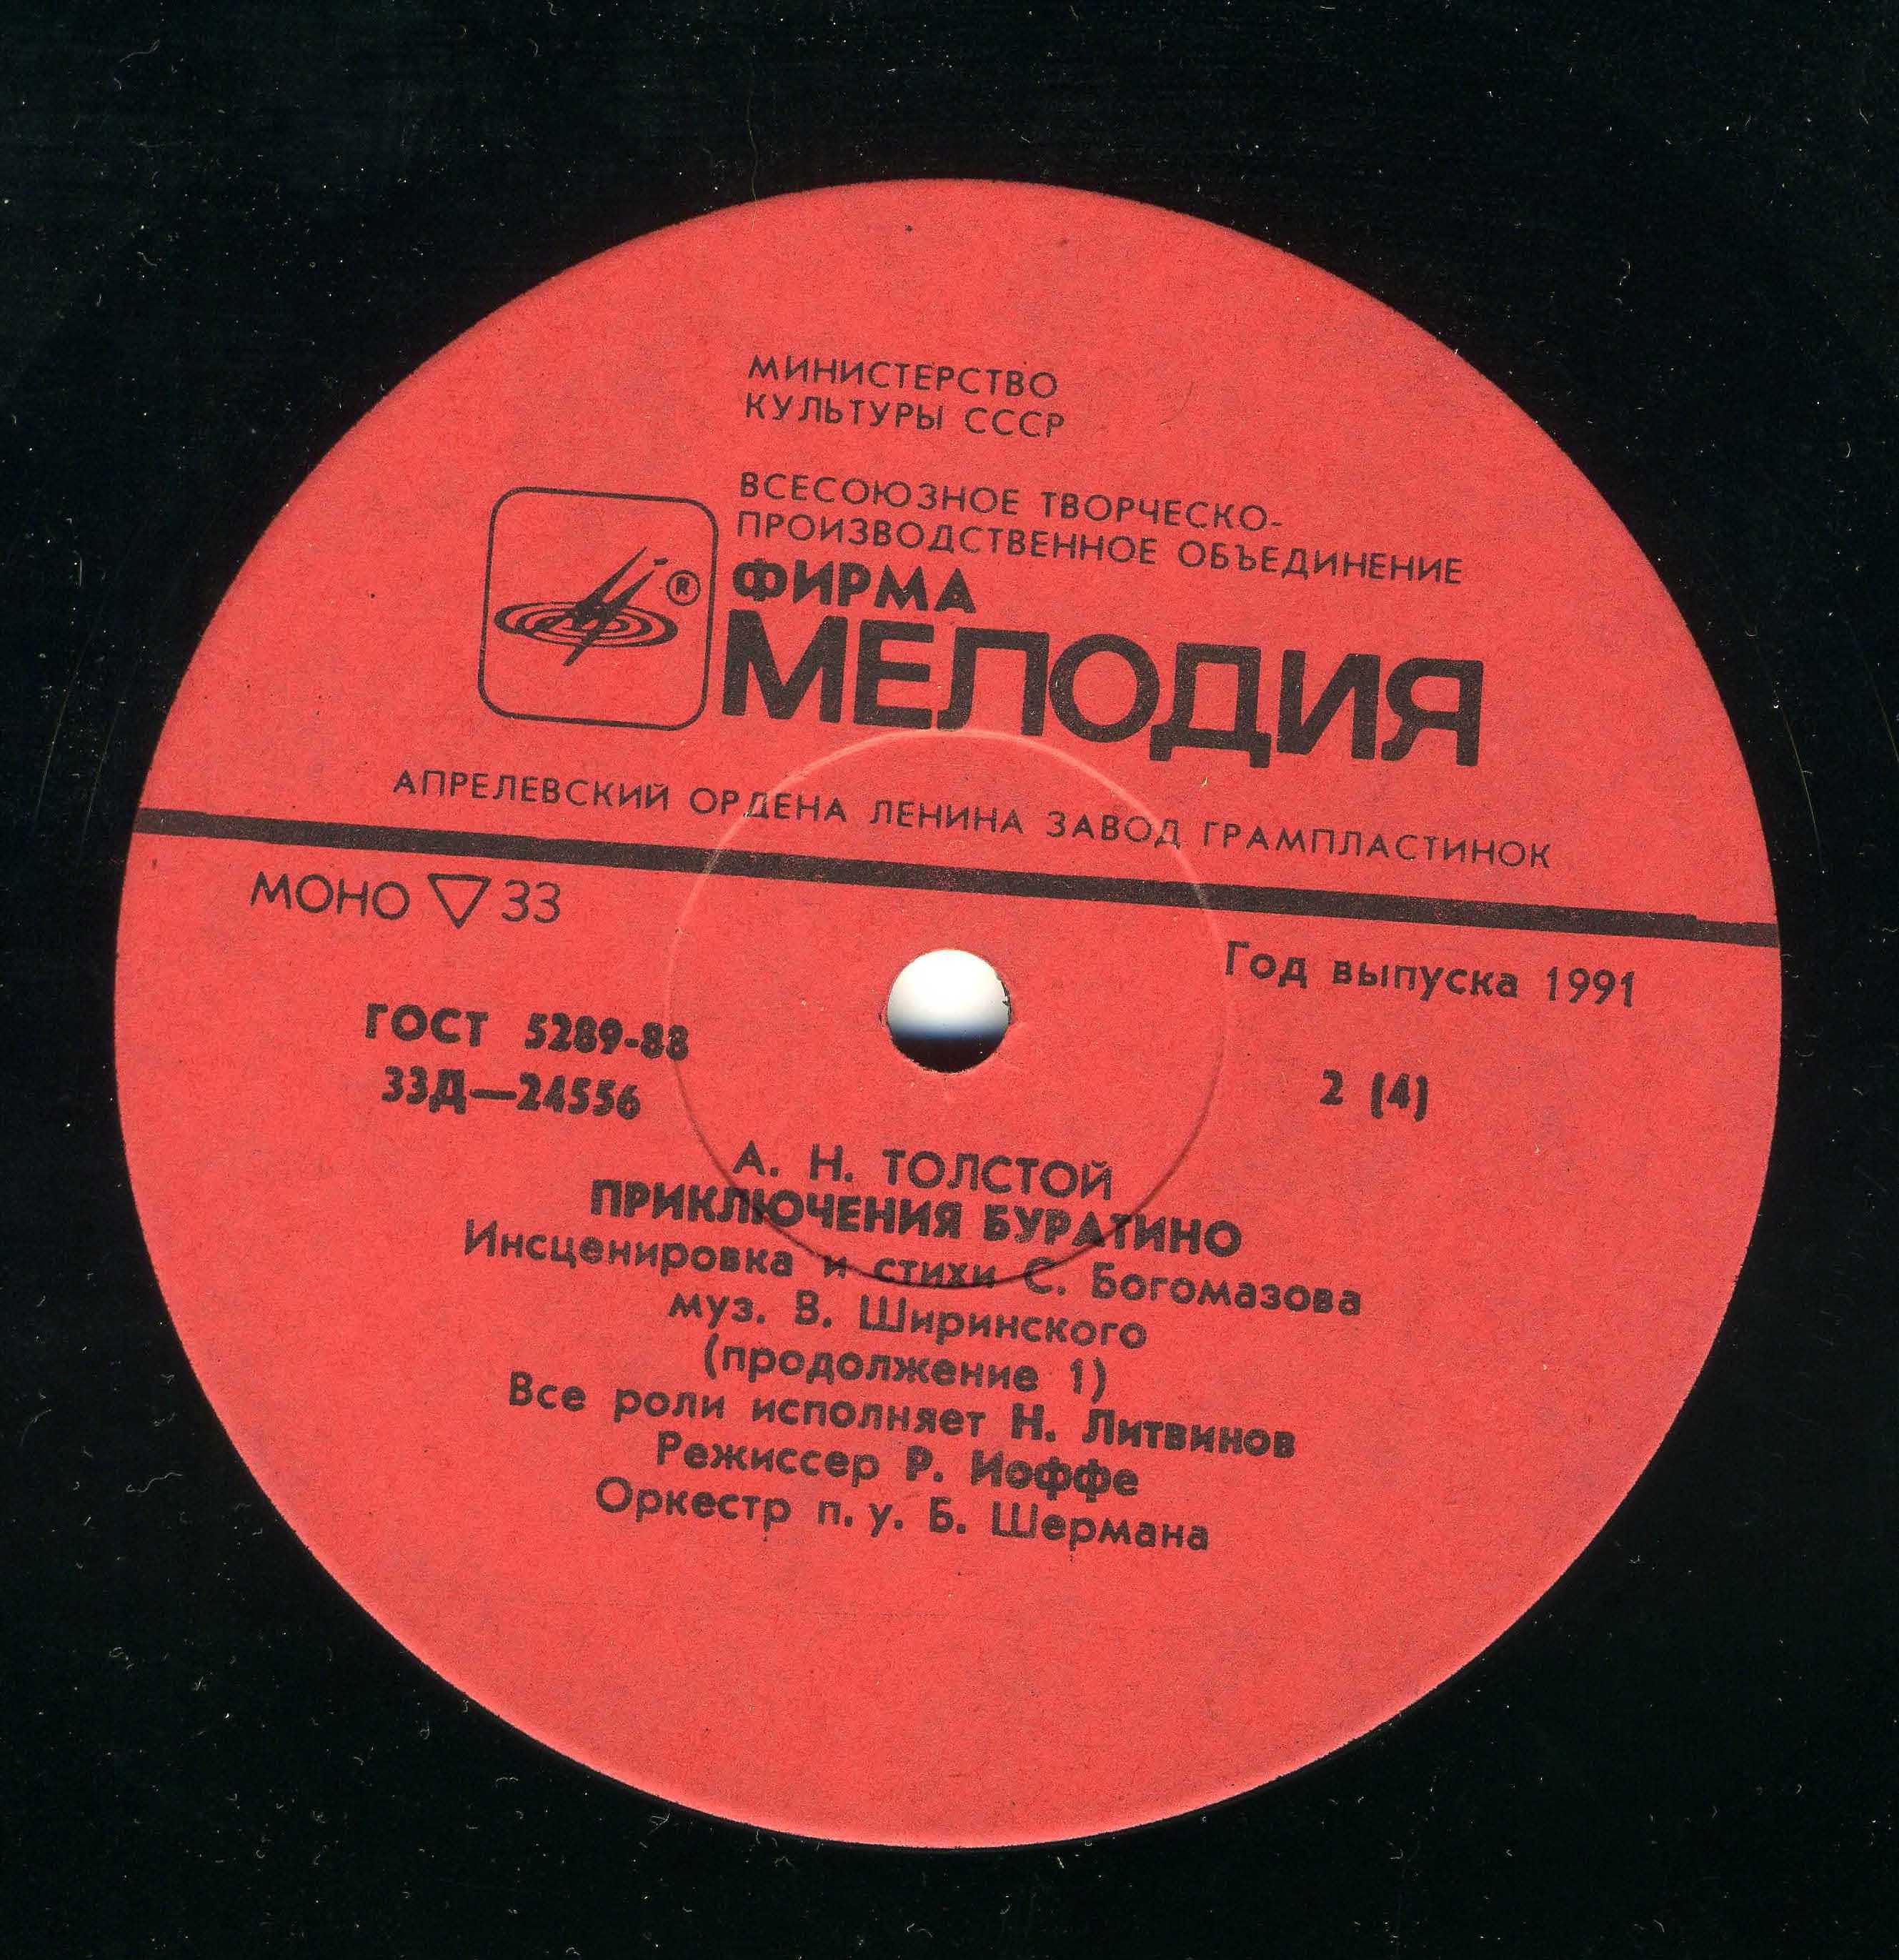 МИНИСТЕРСТВО
КУЛЬТУРЫ СССР
ВСЕСОЮЗНОЕ ТВОРЧЕСКО-
ПРОИЗВОДСТВЕННОЕ ОБЪЕДИНЕНИЕ
®
ФИРМА
МЕЛОДИЯ
АПРЕЛЕВСКИЙ ОРДЕНА ЛЕНИНА ЗАВОД ГРАМПЛАСТИНОК
МОНО ▽ 33
Год выпуска 1991
ГОСТ 5289-88
33Д—24556
2 (4)
А. Н. ТОЛСТОЙ
ПРИКЛЮЧЕНИЯ БУРАТИНО
Инсценировка и стихи С. Богомазова
муз. В. Ширинского
(продолжение 1)
Все роли исполняет Н. Литвинов
Режиссер Р. Иоффе
Оркестр п. у. Б. Шермана